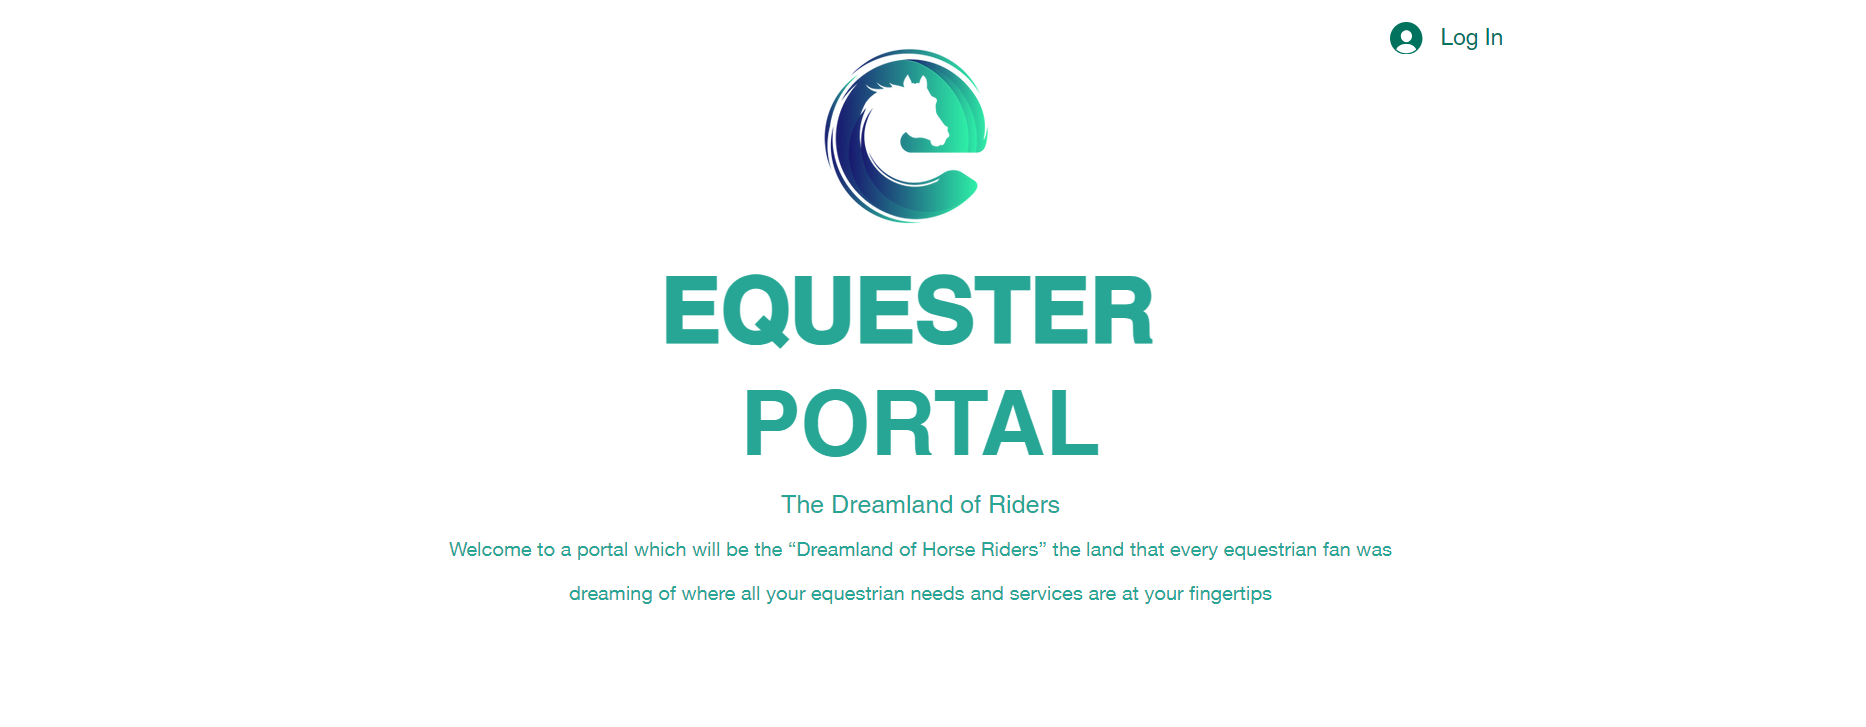 Log In
EQUESTER
PORTAL
The Dreamland of Riders
Welcome to a portal which will be the “Dreamland of Horse Riders” the land that every equestrian fan was
dreaming of where all your equestrian needs and services are at your fingertips